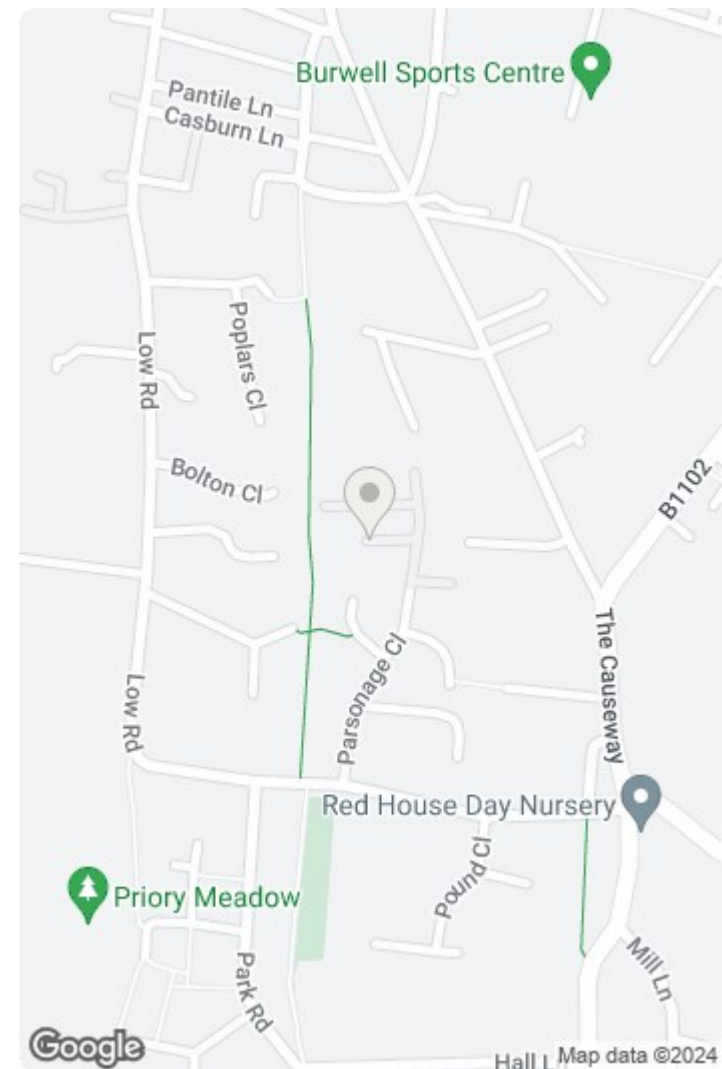 Burwell Sports Centre
Pantile Ln
Casburn Ln
Poplars Cl
Low Rd
Bolton Cl
B1102
The Causeway
Parsonage Cl
Low Rd
Red House Day Nursery
Pound Cl
Priory Meadow
Park Rd
Mill Ln
Google
Hall L
Map data ©2024